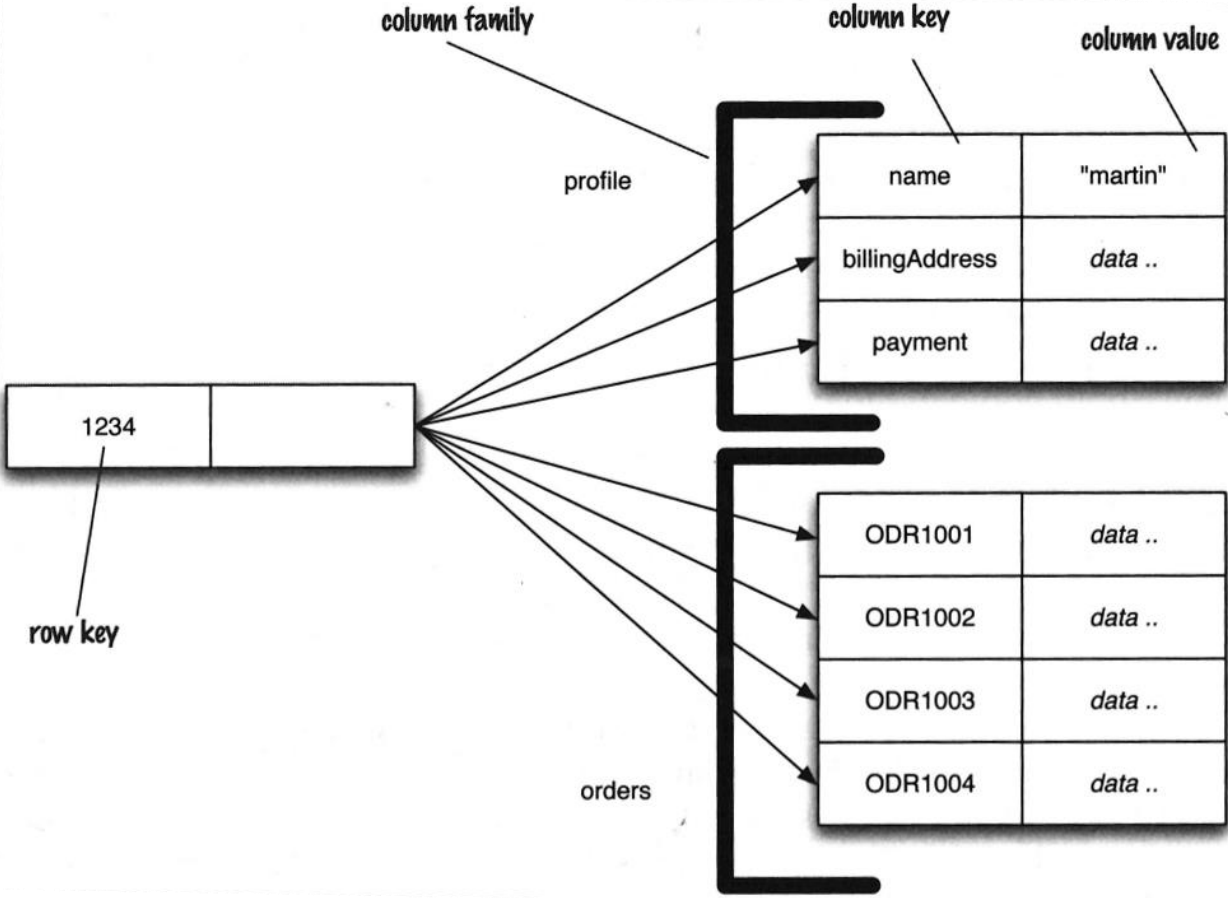 column family
column key
column value
profile
name
"martin"
billingAddress
data ..
payment
data ..
1234
row key
ODR1001
data ..
ODR1002
data ..
ODR1003
data ..
ODR1004
data ..
orders